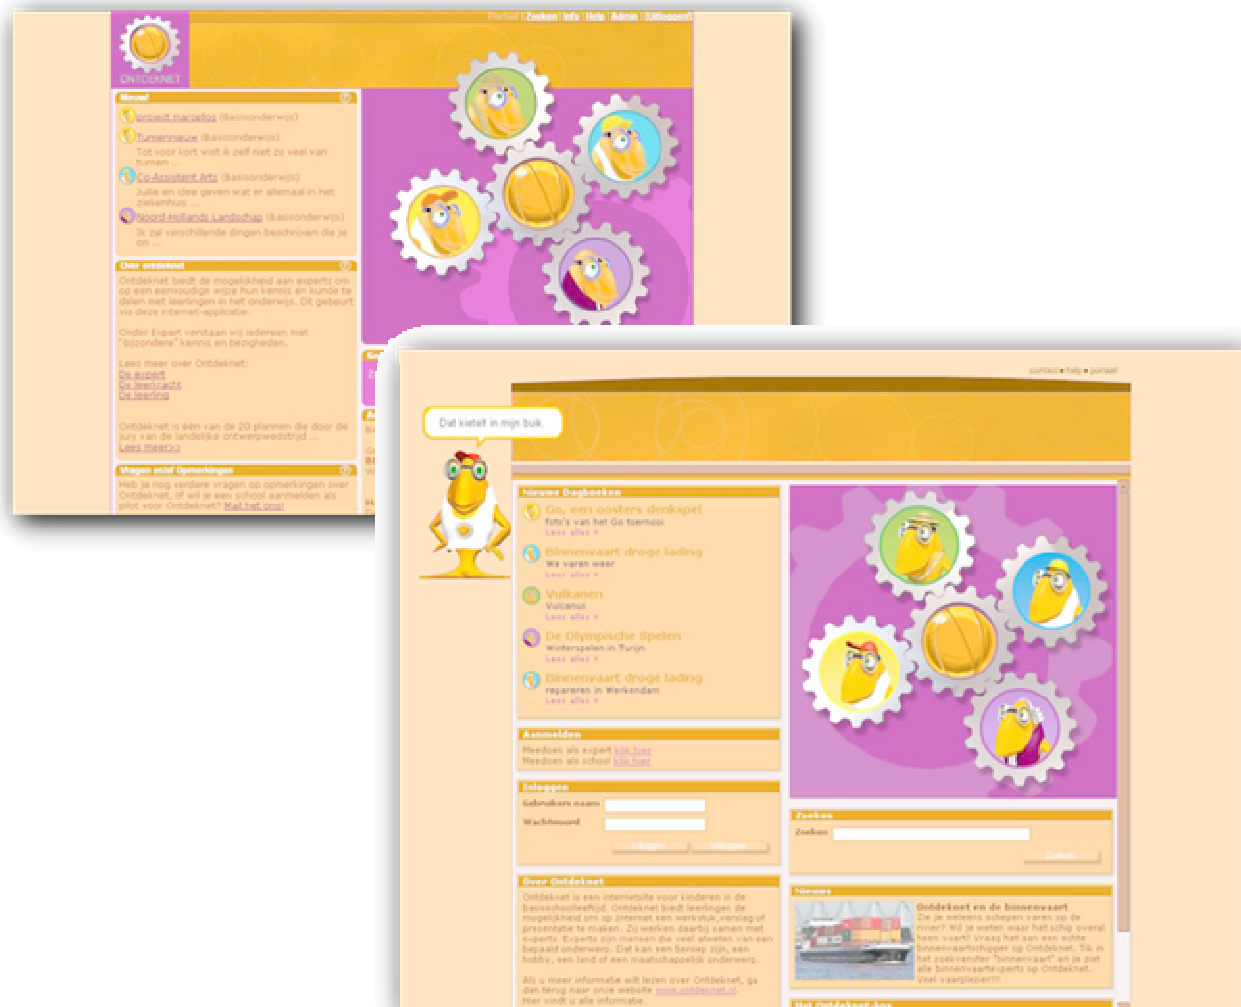 Portaal | Zoeken | Info | Help | Admin | [Uitloggen]
ONTDEKNET
Nieuw!
project marcellos (Basisonderwijs)
Turnennieuw (Basisonderwijs)
Tot voor kort wist ik zelf niet zo veel van
turnen ...
Co-Assistent Arts (Basisonderwijs)
Jullie en idee geven wat er allemaal in het
ziekenhuis ...
Noord-Hollands Landschap (Basisonderwijs)
Ik zal verschillende dingen beschrijven die je
on ...
Over ontdeknet
Ontdeknet biedt de mogelijkheid aan experts om
op een eenvoudige wijze hun kennis en kunde te
delen met leerlingen in het onderwijs. Dit gebeurt
via deze internet-applicatie.
Onder Expert verstaan wij iedereen met
"bijzondere" kennis en bezigheden.
Lees meer over Ontdeknet:
De expert
De leerkracht
De leerling
Ontdeknet is één van de 20 plannen die door de
jury van de landelijke ontwerpwedstrijd ...
Lees meer>>
Vragen en/of Opmerkingen
Heb je nog verdere vragen op opmerkingen over
Ontdeknet, of wil je een school aanmelden als
pilot voor Ontdeknet? Mail het ons!
contact • help • portaal
Dat kietelt in mijn buik.
Nieuwe Dagboeken
Go, een oosters denkspel
foto's van het Go toernooi
Lees alles »
Binnenvaart droge lading
We varen weer
Lees alles »
Vulkanen
Vulcanus
Lees alles »
De Olympische Spelen
Winterspelen in Turijn
Lees alles »
Binnenvaart droge lading
repareren in Werkendam
Lees alles »
Aanmelden
Meedoen als expert klik hier
Meedoen als school klik hier
Inloggen
Gebruikers naam
Wachtwoord
Inloggen Uitloggen
Over Ontdeknet
Ontdeknet is een internetsite voor kinderen in de
basisschoolleeftijd. Ontdeknet biedt leerlingen de
mogelijkheid om op Internet een werkstuk,verslag of
presentatie te maken. Zij werken daarbij samen met
experts. Experts zijn mensen die veel afweten van een
bepaald onderwerp. Dat kan een beroep zijn, een
hobby, een land of een maatschappelijk onderwerp.
Als u meer informatie wilt lezen over Ontdeknet, ga
dan terug naar onze website www.ontdeknet.nl.
Hier vindt u alle informatie.
Zoeken
Zoeken
Zoeken
Nieuws
Ontdeknet en de binnenvaart
Zie je weleens schepen varen op de
rivier? Wil je weten waar het schip overal
heen vaart? Vraag het aan een echte
binnenvaartschipper op Ontdeknet. Tik in
het zoekvenster "binnenvaart" en je ziet
alle binnenvaartexperts op Ontdeknet.
Veel vaarplezier!!!